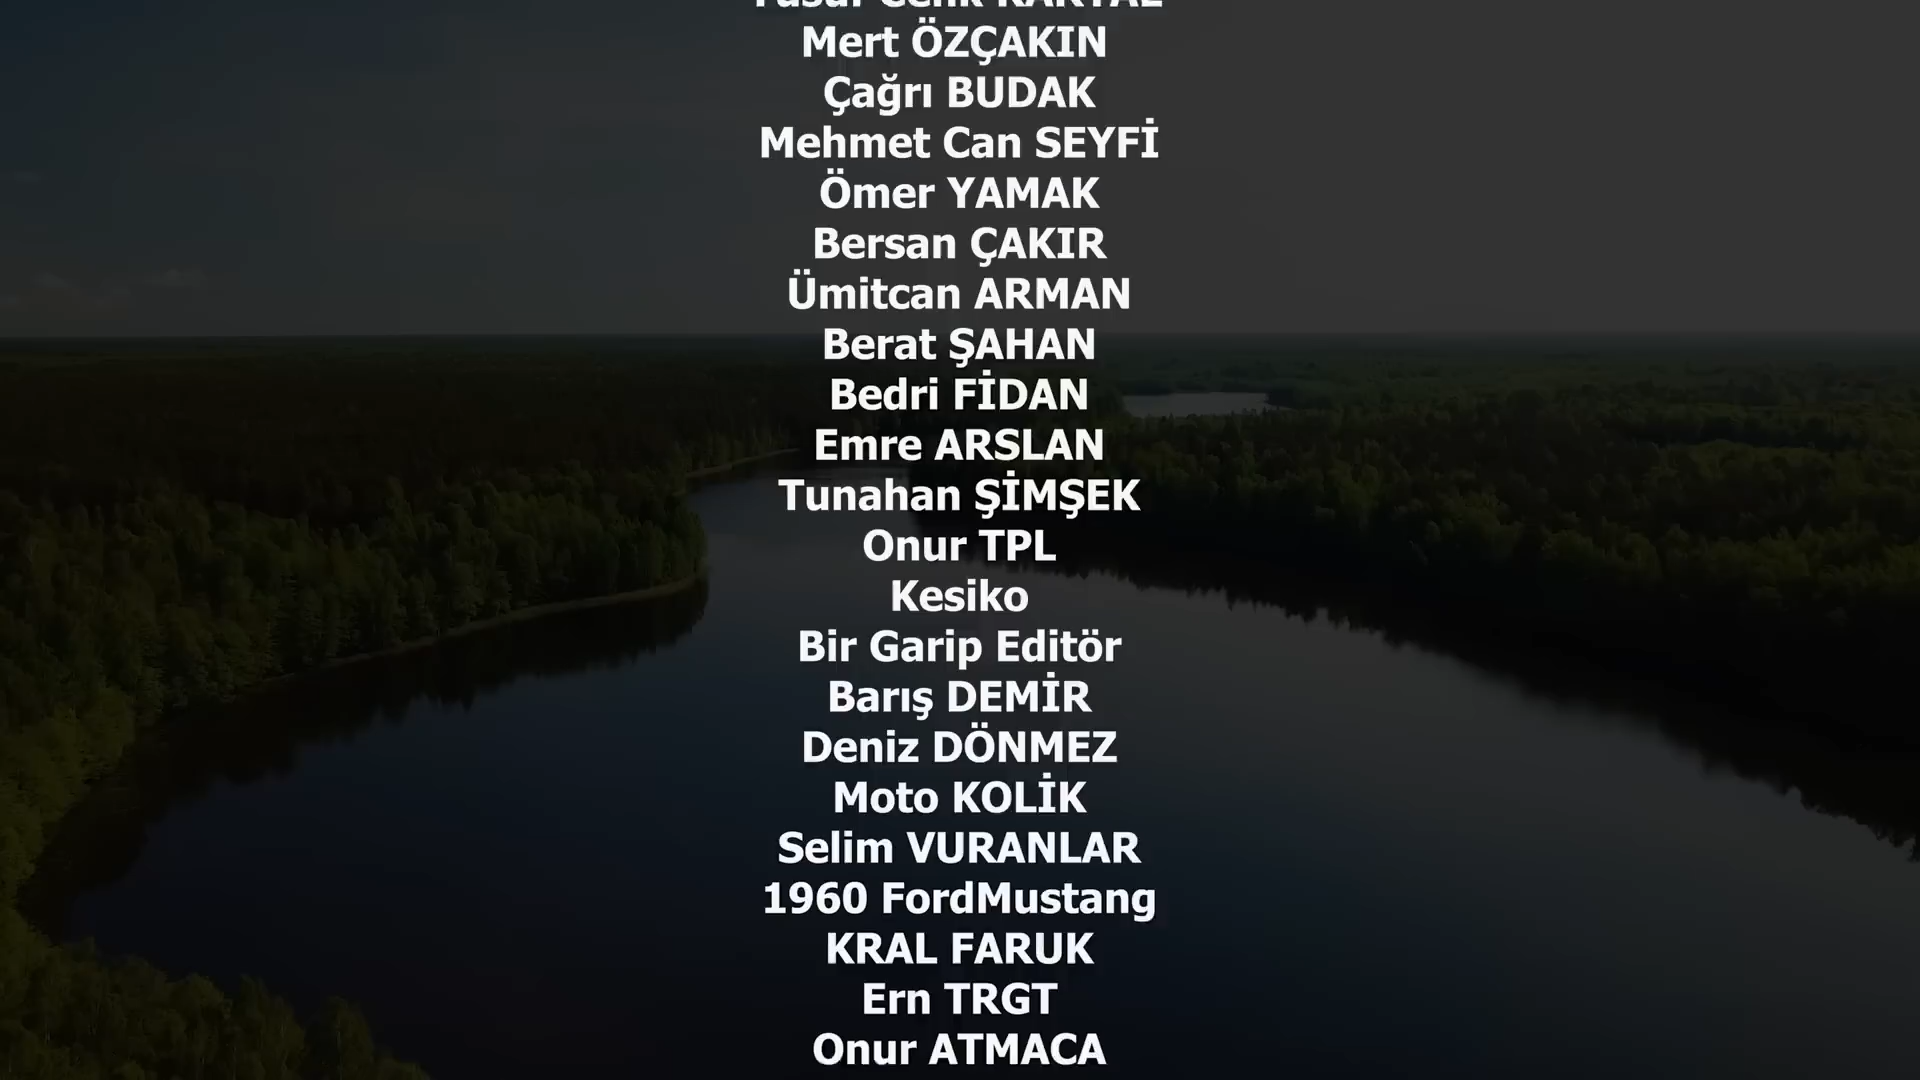 Mert ÖZÇAKIN
Çağrı BUDAK
Mehmet Can SEYFİ
Ömer YAMAK
Bersan ÇAKIR
Ümitcan ARMAN
Berat ŞAHAN
Bedri FİDAN
Emre ARSLAN
Tunahan ŞİMŞEK
Onur TPL
Kesiko
Bir Garip Editör
Barış DEMİR
Deniz DÖNMEZ
Moto KOLİK
Selim VURANLAR
1960 FordMustang
KRAL FARUK
Ern TRGT
Onur ATMACA